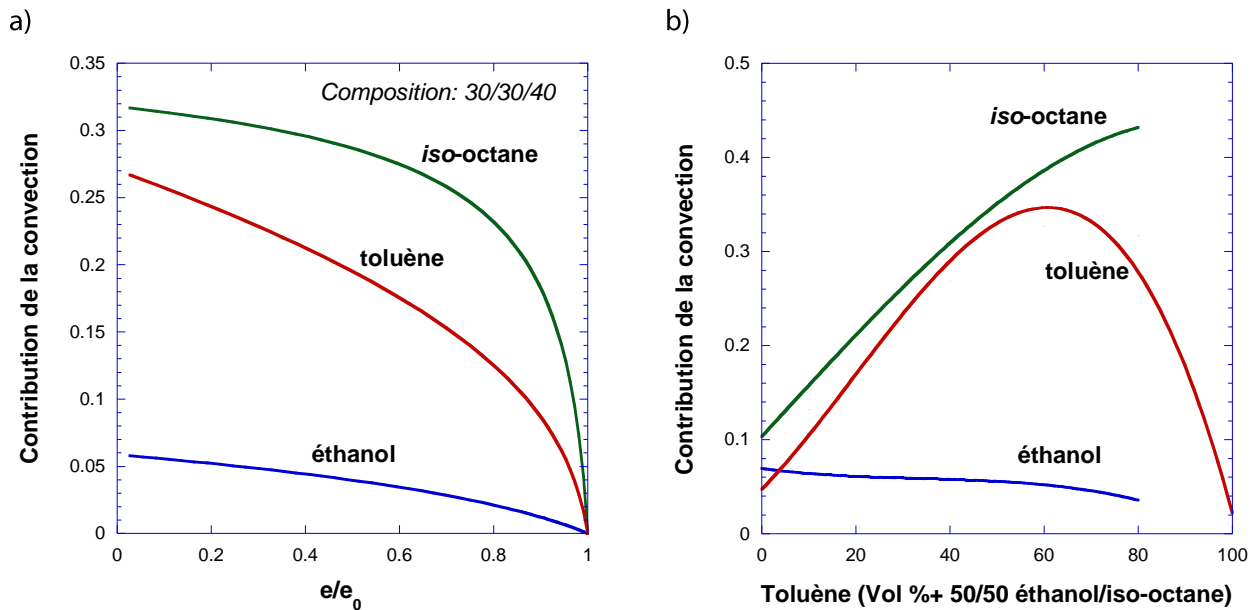 a)
Contribution de la convection
0.35
0.3
0.25
0.2
0.15
0.1
0.05
0
Composition: 30/30/40
iso-octane
toluène
éthanol
0 0.2 0.4 0.6 0.8 1
e/e0
b)
Contribution de la convection
0.5
0.4
0.3
0.2
0.1
0
iso-octane
toluène
éthanol
0 20 40 60 80 100
Toluène (Vol %+ 50/50 éthanol/iso-octane)